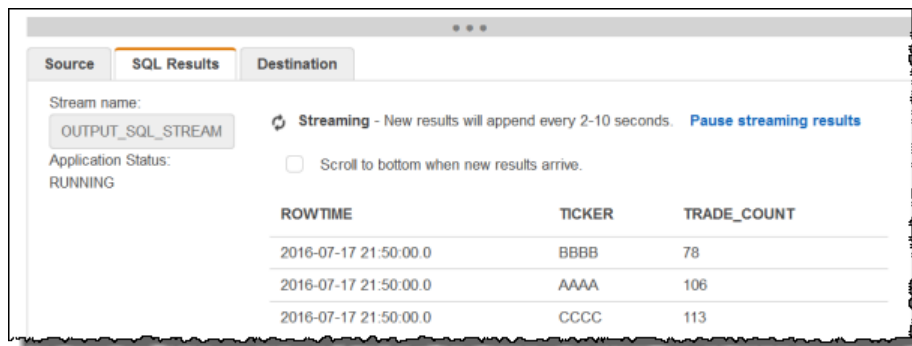 Source SQL Results Destination
Stream name:
OUTPUT_SQL_STREAM
Application Status:
RUNNING
Streaming - New results will append every 2-10 seconds. Pause streaming results
Scroll to bottom when new results arrive.
ROWTIME TICKER TRADE_COUNT
2016-07-17 21:50:00.0 BBBB 78
2016-07-17 21:50:00.0 AAAA 106
2016-07-17 21:50:00.0 CCCC 113